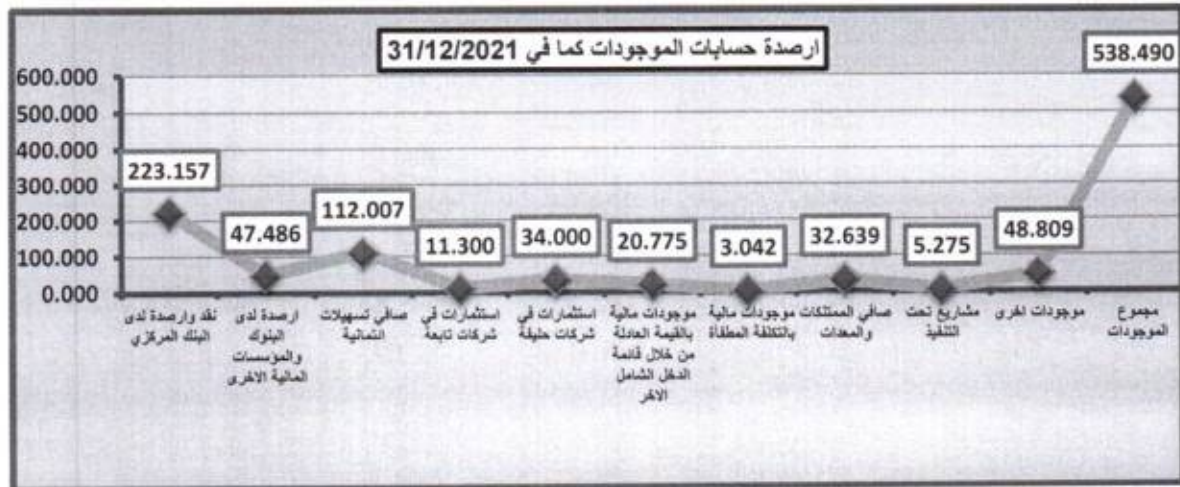 ارصدة حسابات الموجودات كما في 31/12/2021
600.000
500.000
400.000
300.000
200.000
100.000
0.000
223.157
47.486
112.007
11.300
34.000
20.775
3.042
32.639
5.275
48.809
538.490
نقد وارصدة لدى
البنك المركزي
ارصدة لدى
البنوك
والمؤسسات
المالية الاخرى
صافي تسهيلات
ائتمانية
استثمارات في
شركات تابعة
استثمارات في
شركات حليفة
موجودات مالية
بالقيمة العادلة
من خلال قائمة
الدخل الشامل
الاخر
موجودات مالية
بالتكلفة المطفأة
صافي الممتلكات
والمعدات
مشاريع تحت
التنفيذ
موجودات اخرى
مجموع
الموجودات